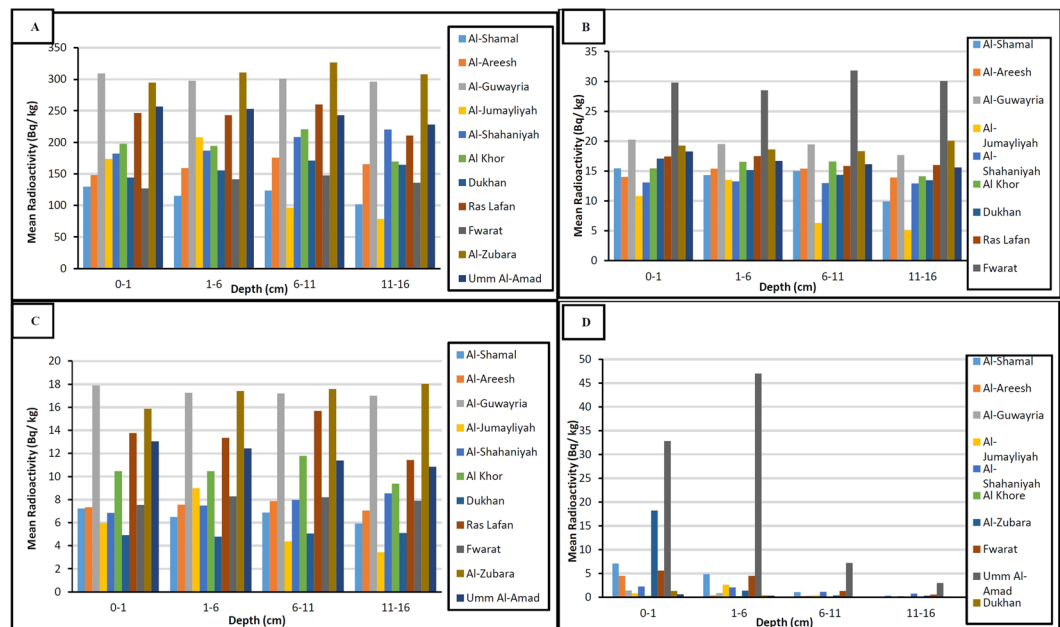 A
Mean Radioactivity (Bq/ kg)
350
300
250
200
150
100
50
0
0-1
1-6
6-11
11-16
Depth (cm)
Al-Shamal
Al-Areesh
Al-Guwayria
Al-Jumayliyah
Al-Shahaniyah
Al Khor
Dukhan
Ras Lafan
Fwarat
Al-Zubara
Umm Al-Amad
B
Mean Radioactivity (Bq/ kg)
35
30
25
20
15
10
5
0
0-1
1-6
6-11
11-16
Depth (cm)
Al-Shamal
Al-Areesh
Al-Guwayria
Al-
Jumayliyah
Al-
Shahaniyah
Al Khor
Dukhan
Ras Lafan
Fwarat
C
Mean Radioactivity (Bq/ kg)
20
18
16
14
12
10
8
6
4
2
0
0-1
1-6
6-11
11-16
Depth (cm)
Al-Shamal
Al-Areesh
Al-Guwayria
Al-Jumayliyah
Al-Shahaniyah
Al Khor
Dukhan
Ras Lafan
Fwarat
Al-Zubara
Umm Al-Amad
D
Mean Radioactivity (Bq/ kg)
50
45
40
35
30
25
20
15
10
5
0
0-1
1-6
6-11
11-16
Depth (cm)
Al-Shamal
Al-Areesh
Al-Guwayria
Al-
Jumayliyah
Al-
Shahaniyah
Al Khore
Al-Zubara
Fwarat
Umm Al-
Amad
Dukhan